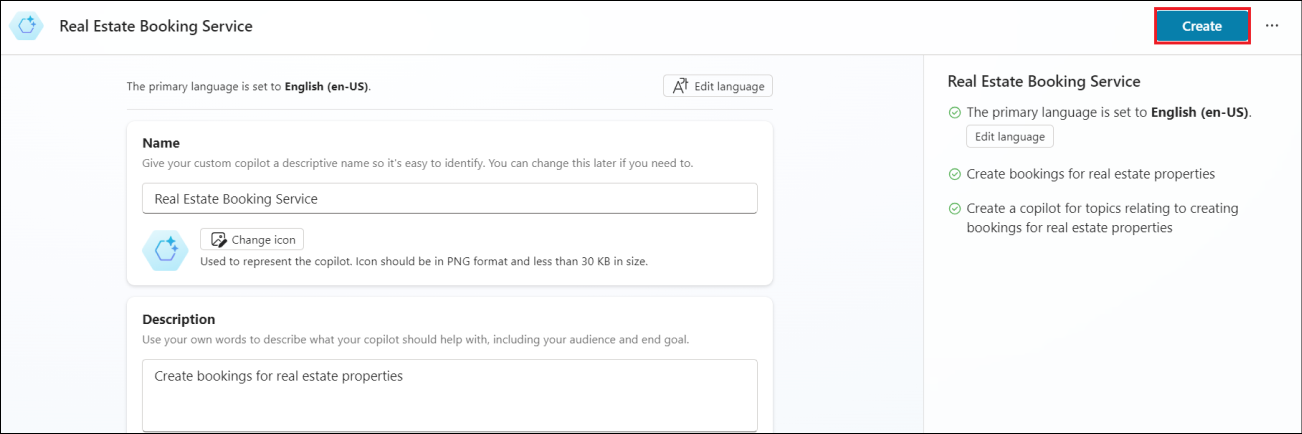 Real Estate Booking Service
Create
...
The primary language is set to English (en-US).
Edit language
Name
Give your custom copilot a descriptive name so it's easy to identify. You can change this later if you need to.
Real Estate Booking Service
Change icon
Used to represent the copilot. Icon should be in PNG format and less than 30 KB in size.
Description
Use your own words to describe what your copilot should help with, including your audience and end goal.
Create bookings for real estate properties
Real Estate Booking Service
The primary language is set to English (en-US).
Edit language
Create bookings for real estate properties
Create a copilot for topics relating to creating
bookings for real estate properties